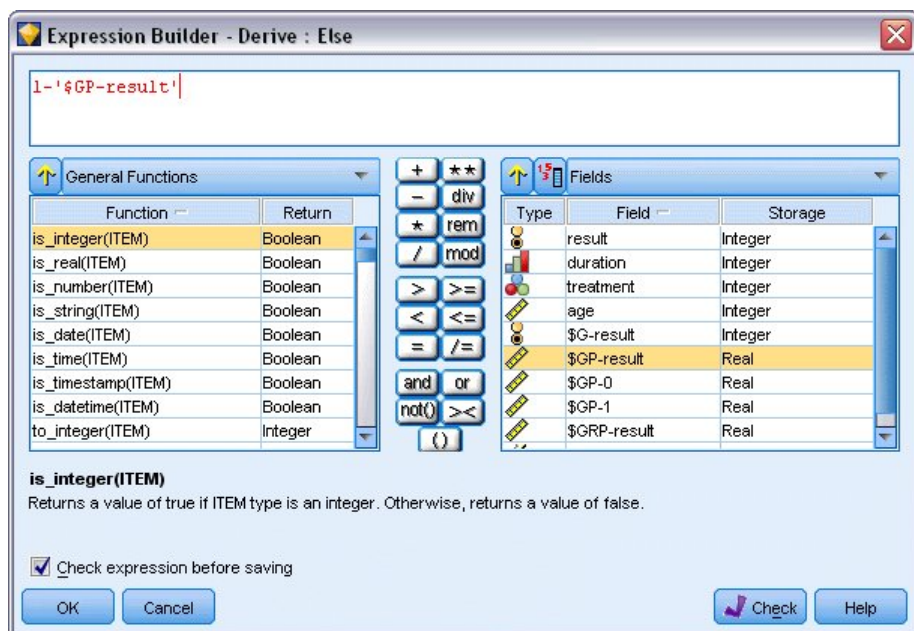 Expression Builder - Derive : Else
1-'$GP-result'
General Functions
Function Return
is_integer(ITEM) Boolean
is_real(ITEM) Boolean
is_number(ITEM) Boolean
is_string(ITEM) Boolean
is_date(ITEM) Boolean
is_time(ITEM) Boolean
is_timestamp(ITEM) Boolean
is_datetime(ITEM) Boolean
to_integer(ITEM) Integer
+ **
- div
* rem
/ mod
> >=
< <=
= /=
and or
not() ><
()
Fields
Type Field Storage
result Integer
duration Integer
treatment Integer
age Integer
$G-result Integer
$GP-result Real
$GP-0 Real
$GP-1 Real
$GRP-result Real
is_integer(ITEM)
Returns a value of true if ITEM type is an integer. Otherwise, returns a value of false.
Check expression before saving
OK Cancel Check Help